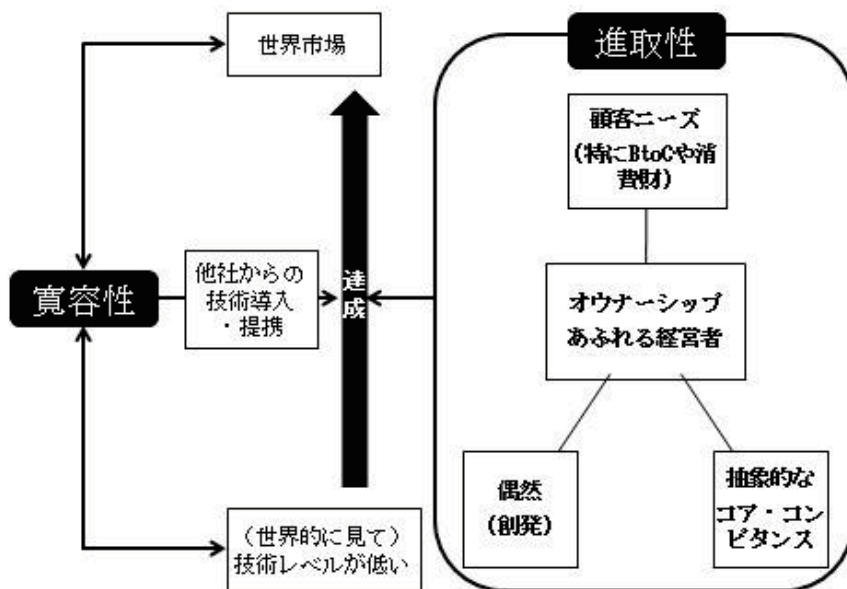 世界市場
進取性
顧客ニーズ
(特にBtoCや消
費財)
寛容性
他社からの
技術導入
・提携
達成
オウナーシップ
あふれる経営者
偶然
(創発)
抽象的な
コア・コン
ピタンス
(世界的に見て)
技術レベルが低い